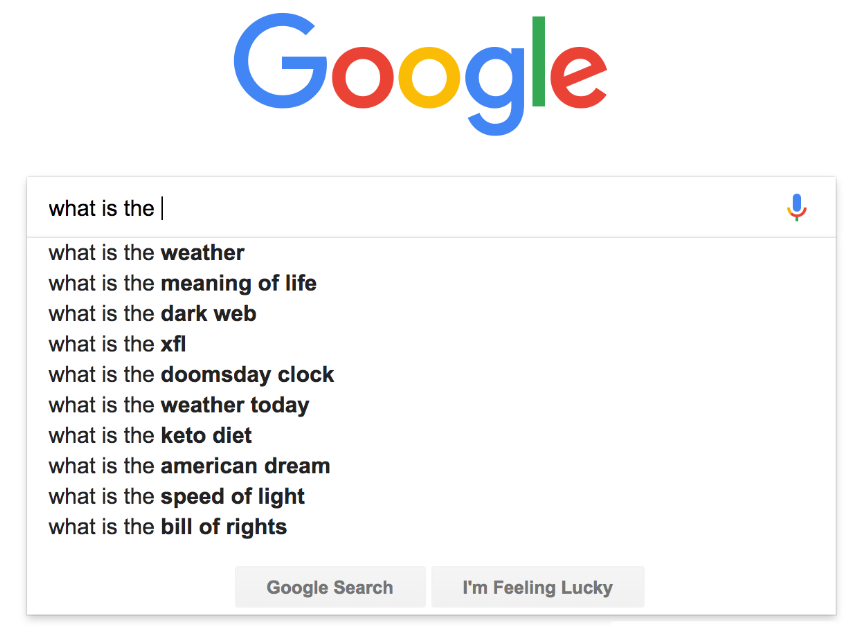 Google
what is the
what is the weather
what is the meaning of life
what is the dark web
what is the xfl
what is the doomsday clock
what is the weather today
what is the keto diet
what is the american dream
what is the speed of light
what is the bill of rights
Google Search I'm Feeling Lucky